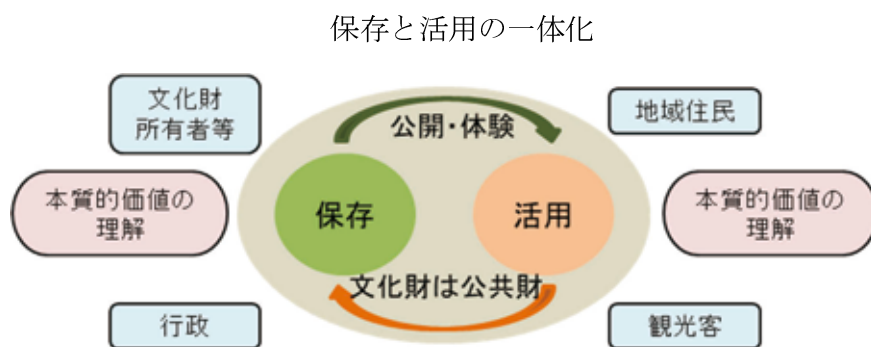 保存と活用の一体化
文化財
所有者等
地域住民
公開・体験
本質的価値の
理解
保存
活用
本質的価値の
理解
文化財は公共財
行政
観光客